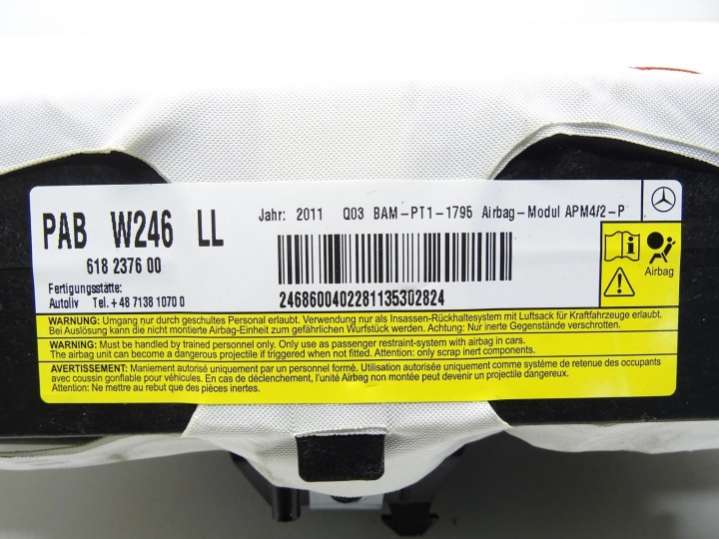 PAB W246 LL
618 2376 00
Fertigungsstätte:
Autoliv Tel. + 48 7138 1070 0
Jahr: 2011 Q03 BAM-PT1-1795 Airbag-Modul APM4/2-P
2468600402281135302824
Airbag
WARNUNG: Umgang nur durch geschultes Personal erlaubt. Verwendung nur als Insassen-Rückhaltesystem mit Luftsack für Kraftfahrzeuge erlaubt.
Bei Auslösung kann die nicht montierte Airbag-Einheit zum gefährlichen Wurfstück werden. Achtung: Nur inerte Gegenstände verschrotten.
WARNING: Must be handled by trained personnel only. Only use as passenger restraint-system with airbag in cars.
The airbag unit can become a dangerous projectile if triggered when not fitted. Attention: only scrap inert components.
AVERTISSEMENT: Maniement autorisé uniquement par un personnel formé. Utilisation autorisée uniquement comme système de retenue des occupants
avec coussin gonflable pour véhicules. En cas de déclenchement, l'unité Airbag non montée peut devenir un projectile dangereux.
Attention: Ne mettre au rebut que des pièces inertes.